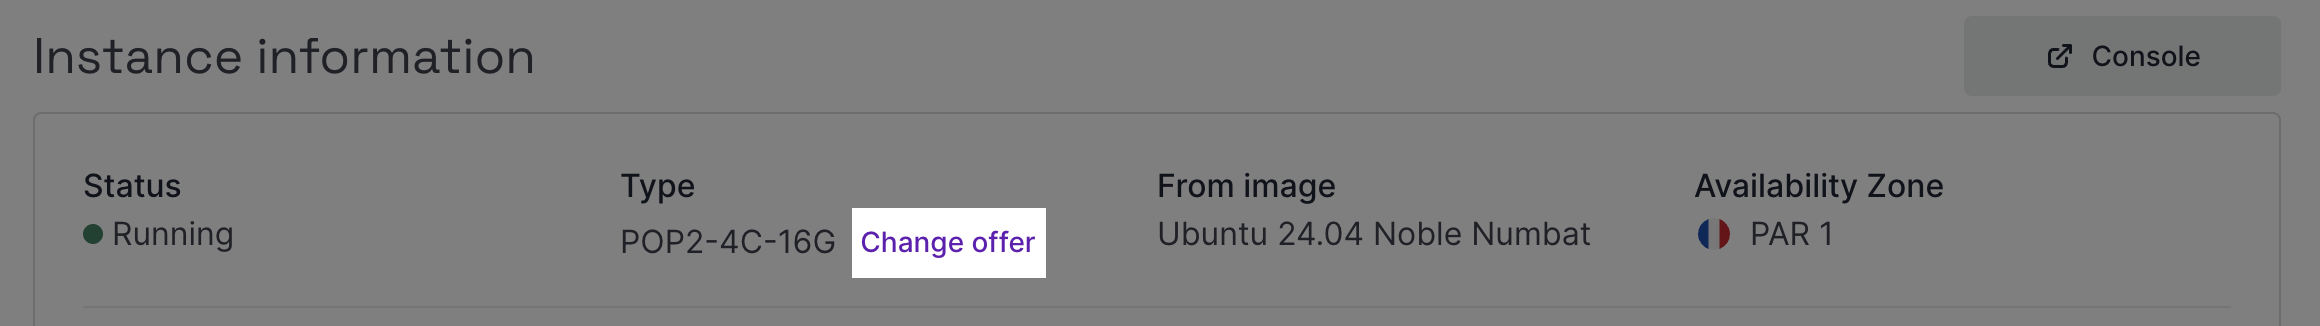 Instance information
Console
Status
Type
From image
Availability Zone
Running
POP2-4C-16G Change offer
Ubuntu 24.04 Noble Numbat
PAR 1